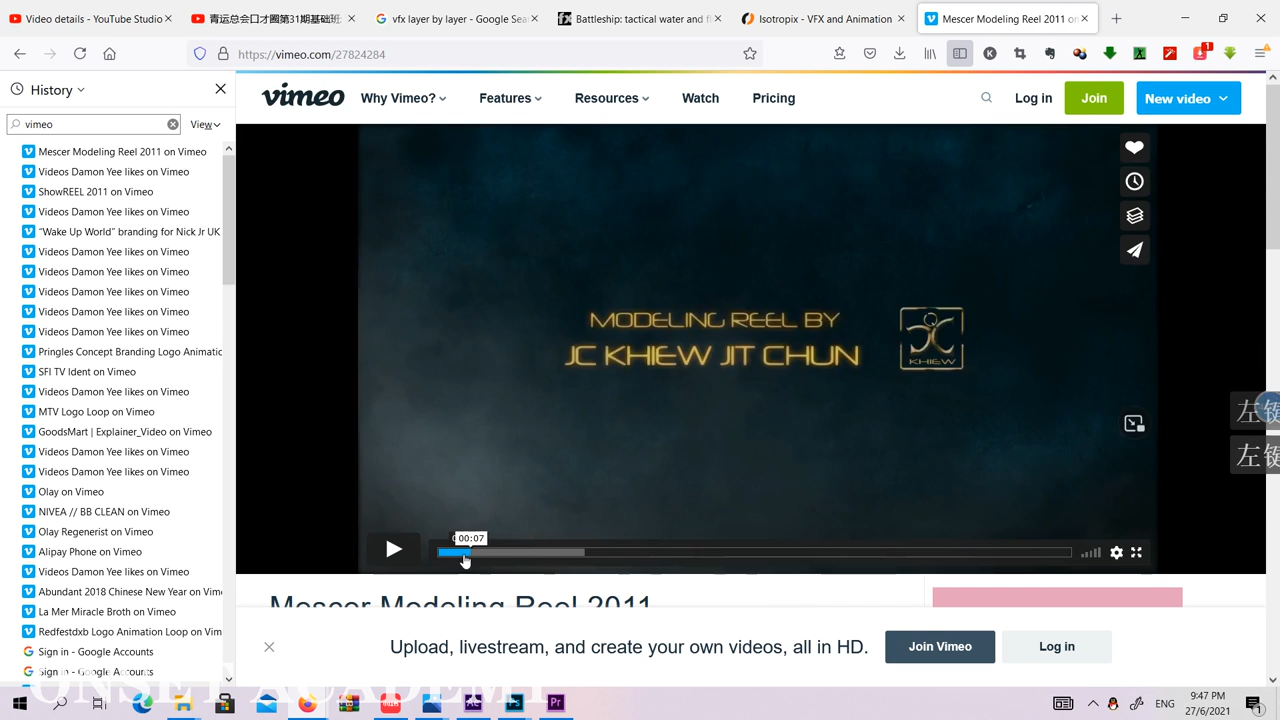 Video details - YouTube Studio
青运总会口才圈第31期基础班
vfx layer by layer - Google Sea
Battleship: tactical water and f
Isotropix - VFX and Animation
Mescer Modeling Reel 2011 on
https://vimeo.com/27824284
1
History
vimeo
View
Mescer Modeling Reel 2011 on Vimeo
Videos Damon Yee likes on Vimeo
ShowREEL 2011 on Vimeo
Videos Damon Yee likes on Vimeo
“Wake Up World” branding for Nick Jr UK
Videos Damon Yee likes on Vimeo
Videos Damon Yee likes on Vimeo
Videos Damon Yee likes on Vimeo
Videos Damon Yee likes on Vimeo
Videos Damon Yee likes on Vimeo
Pringles Concept Branding Logo Animatic
SFI TV Ident on Vimeo
Videos Damon Yee likes on Vimeo
MTV Logo Loop on Vimeo
GoodsMart | Explainer_Video on Vimeo
Videos Damon Yee likes on Vimeo
Videos Damon Yee likes on Vimeo
Olay on Vimeo
NIVEA // BB CLEAN on Vimeo
Olay Regenerist on Vimeo
Alipay Phone on Vimeo
Videos Damon Yee likes on Vimeo
Abundant 2018 Chinese New Year on Vim
La Mer Miracle Broth on Vimeo
Redfestdxb Logo Animation Loop on Vim
Sign in - Google Accounts
Sign in - Google Accounts
vimeo
Why Vimeo?
Features
Resources
Watch
Pricing
Log in
Join
New video
MODELING REEL BY
JC KHIEW JIT CHUN
KHIEW
左键
左键
00:07
Mescer Modeling Reel 2011
Upload, livestream, and create your own videos, all in HD.
Join Vimeo
Log in
Ae
Ps
Pr
ENG
9:47 PM
27/6/2021
1